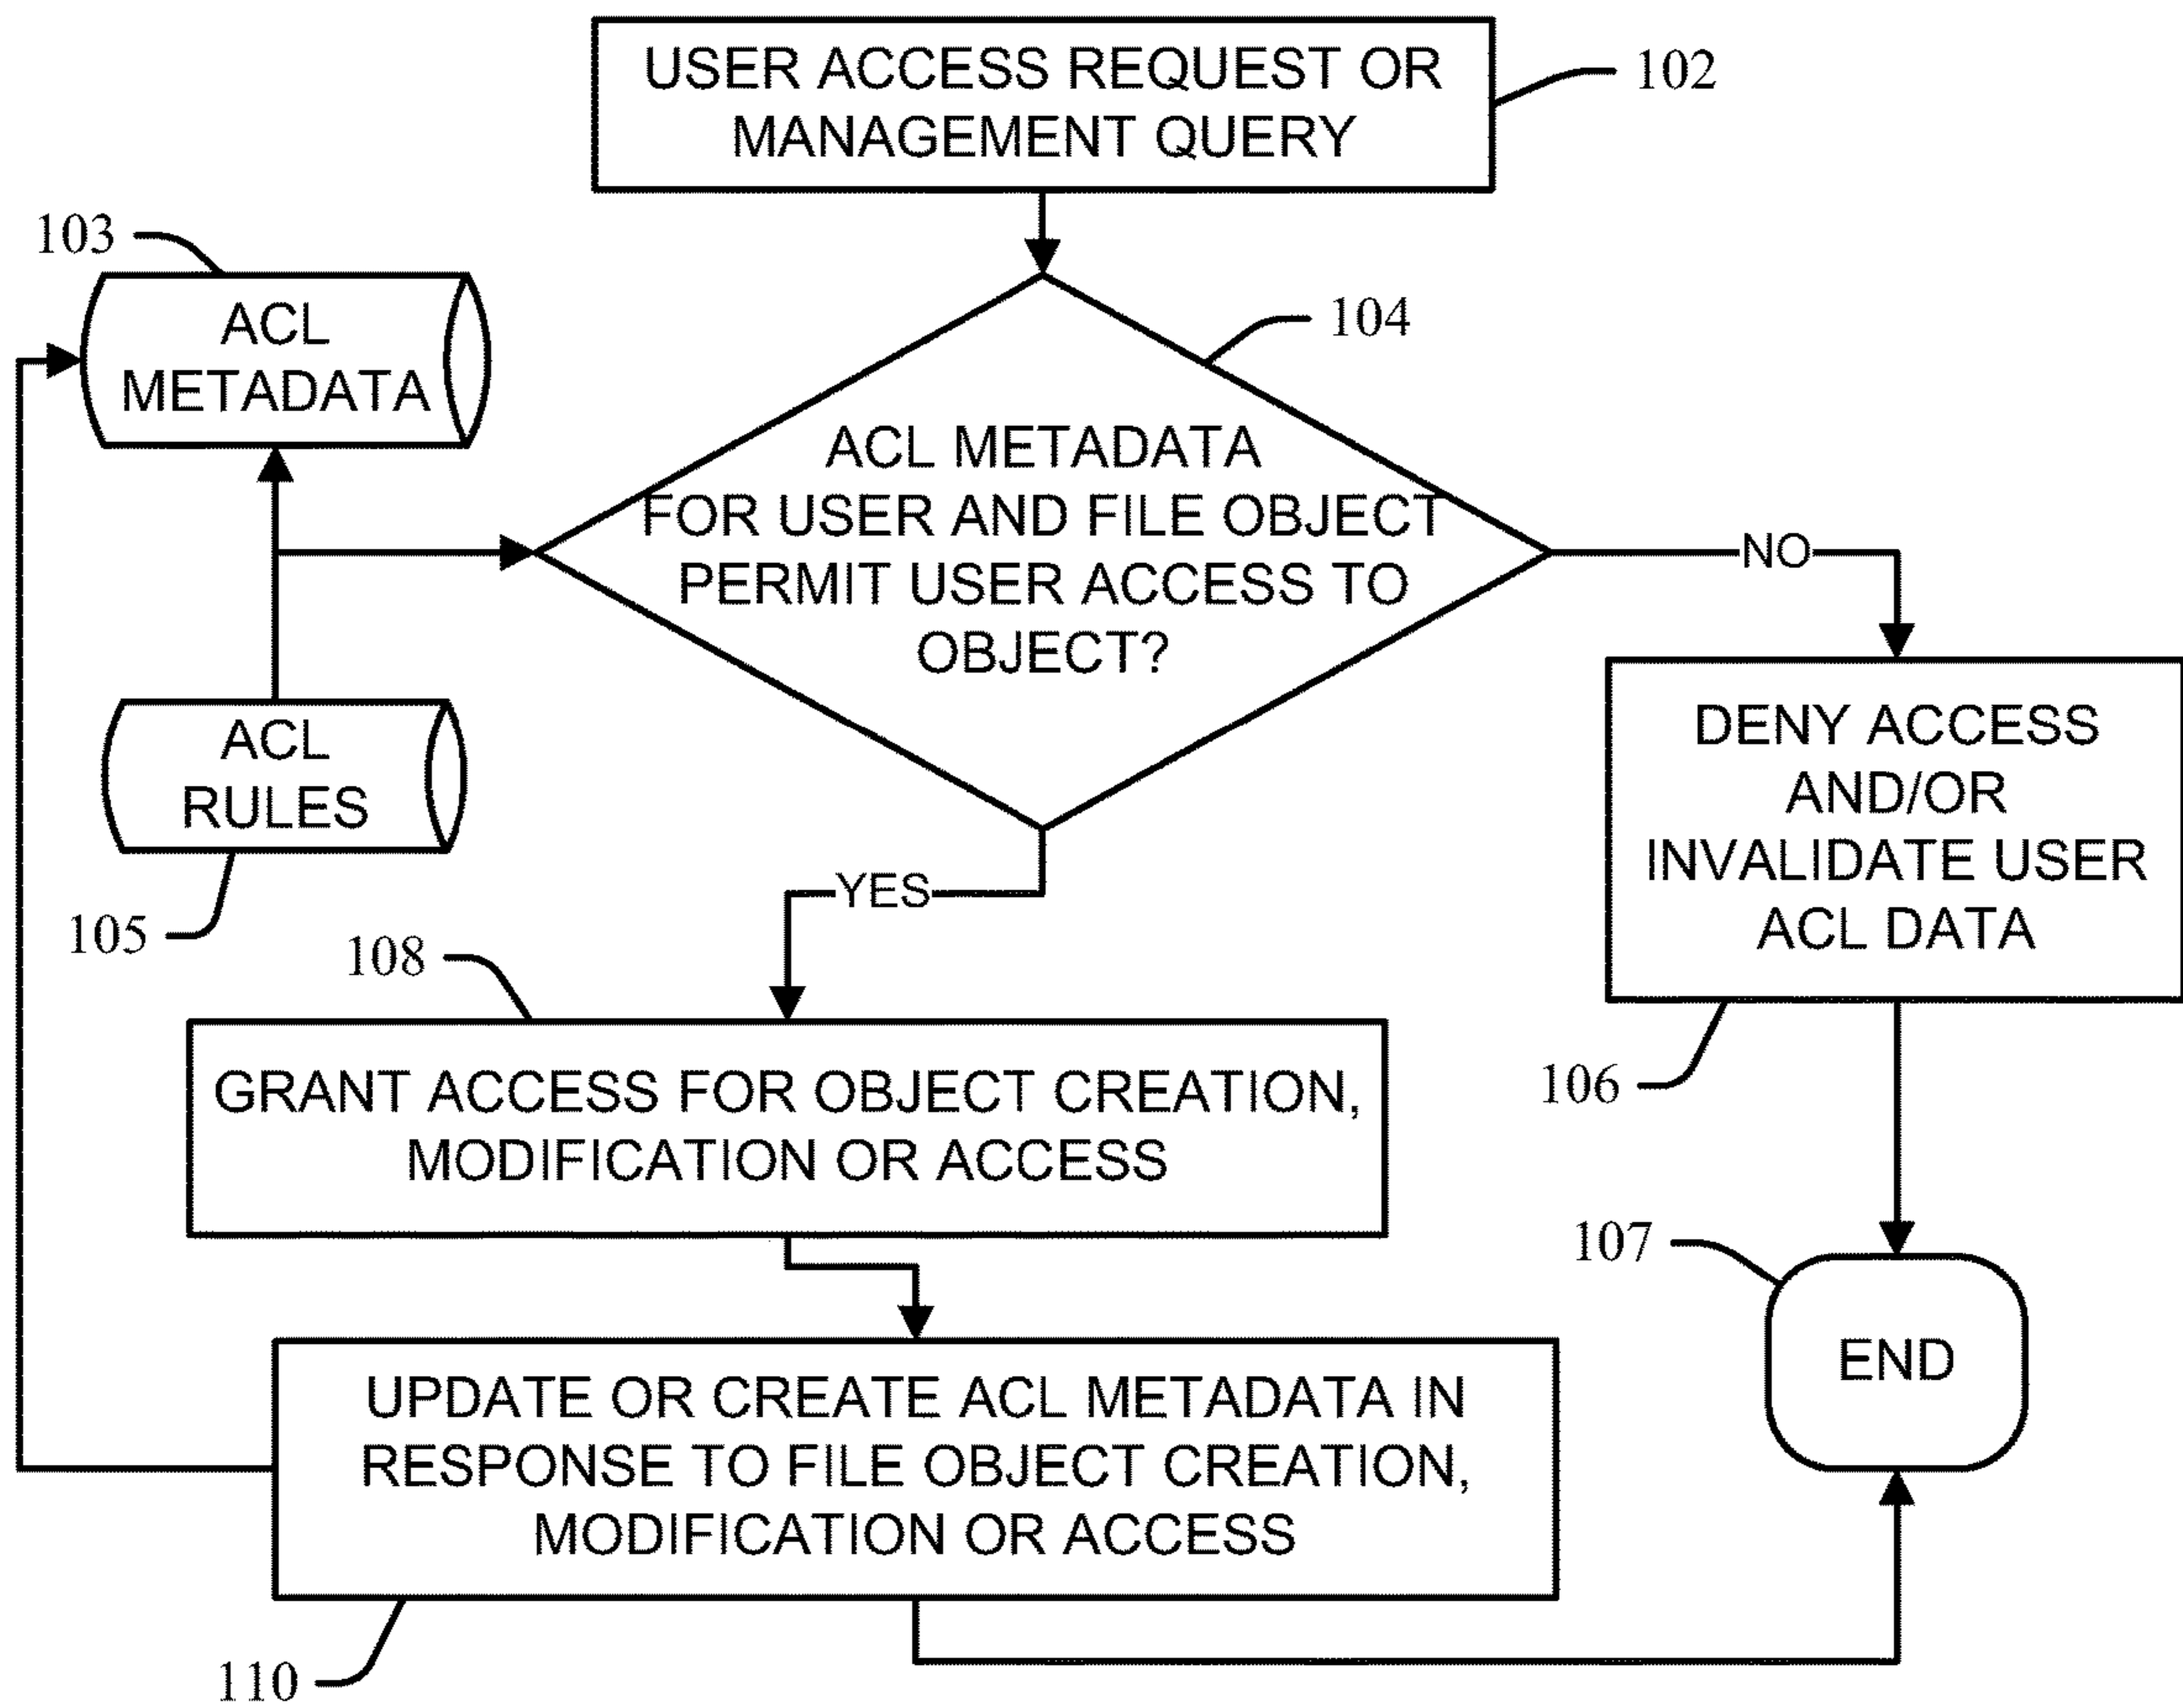 USER ACCESS REQUEST OR
MANAGEMENT QUERY
102
103
ACL
METADATA
104
ACL METADATA
FOR USER AND FILE OBJECT
PERMIT USER ACCESS TO
OBJECT?
NO
ACL
RULES
105
YES
DENY ACCESS
AND/OR
INVALIDATE USER
ACL DATA
106
108
GRANT ACCESS FOR OBJECT CREATION,
MODIFICATION OR ACCESS
107
END
UPDATE OR CREATE ACL METADATA IN
RESPONSE TO FILE OBJECT CREATION,
MODIFICATION OR ACCESS
110